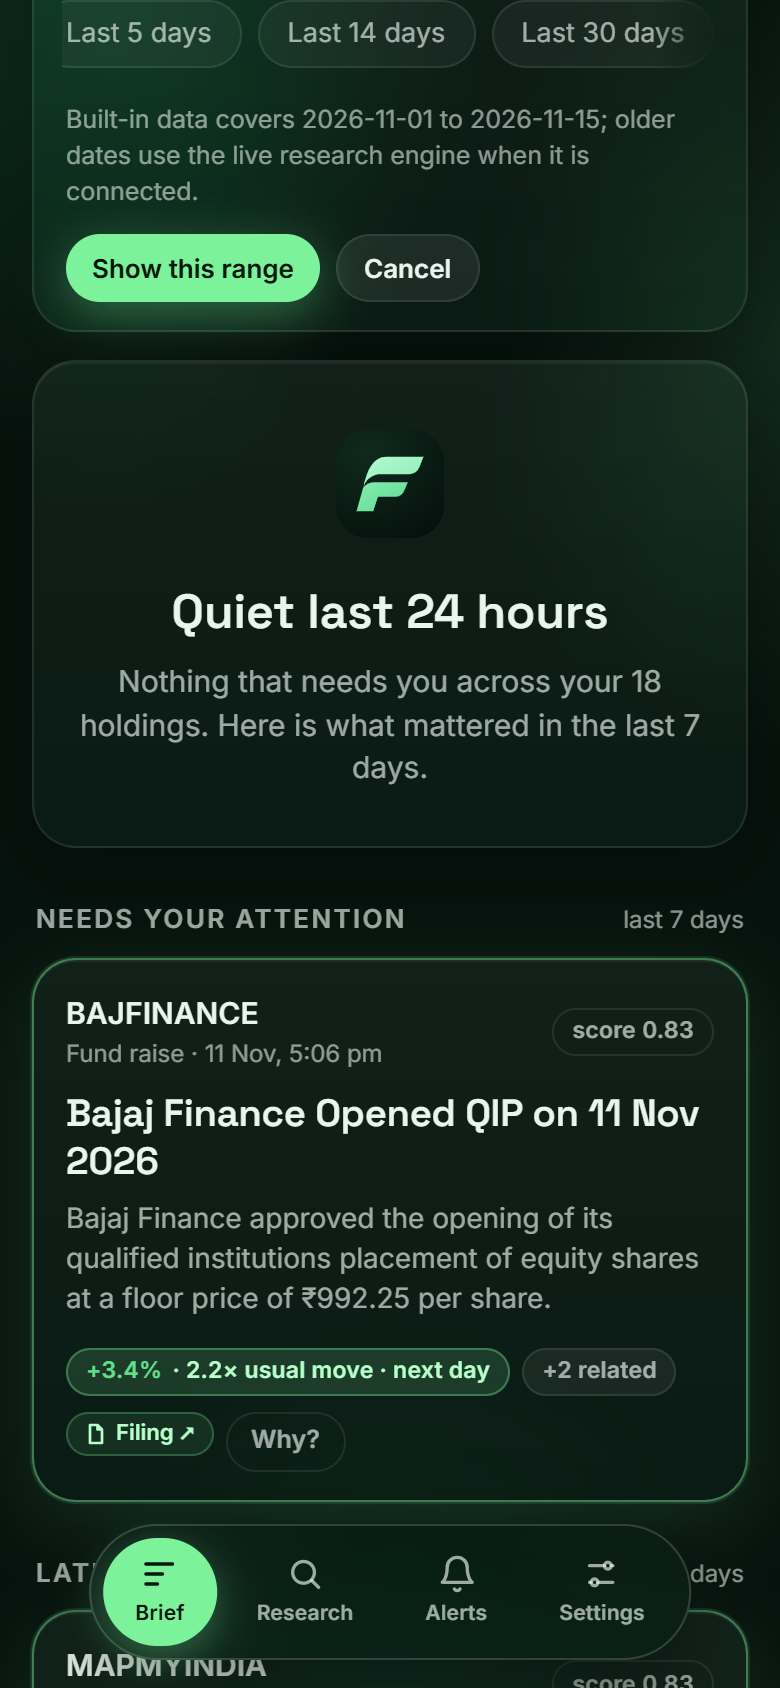 Last 5 days
Last 14 days
Last 30 days
Built-in data covers 2026-11-01 to 2026-11-15; older
dates use the live research engine when it is
connected.
Show this range
Cancel
Quiet last 24 hours
Nothing that needs you across your 18
holdings. Here is what mattered in the last 7
days.
NEEDS YOUR ATTENTION
last 7 days
BAJFINANCE
score 0.83
Fund raise · 11 Nov, 5:06 pm
Bajaj Finance Opened QIP on 11 Nov
2026
Bajaj Finance approved the opening of its
qualified institutions placement of equity shares
at a floor price of ₹992.25 per share.
+3.4% · 2.2× usual move · next day
+2 related
Filing ↗
Why?
days
Brief
Research
Alerts
Settings
MAPMYINDIA
score 0.83